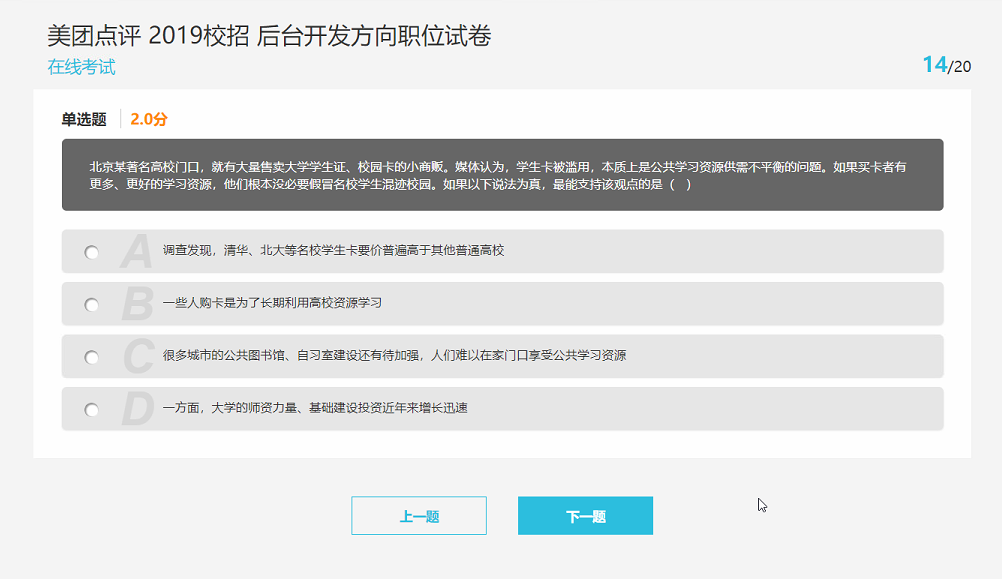 美团点评 2019校招 后台开发方向职位试卷
在线考试
14/20
单选题 2.0分
北京某著名高校门口，就有大量售卖大学学生证、校园卡的小商贩。媒体认为，学生卡被滥用，本质上是公共学习资源供需不平衡的问题。如果买卡者有
更多、更好的学习资源，他们根本没必要假冒名校学生混迹校园。如果以下说法为真，最能支持该观点的是（　）
A 调查发现，清华、北大等名校学生卡要价普遍高于其他普通高校
B 一些人购卡是为了长期利用高校资源学习
C 很多城市的公共图书馆、自习室建设还有待加强，人们难以在家门口享受公共学习资源
D 一方面，大学的师资力量、基础建设投资近年来增长迅速
上一题 下一题